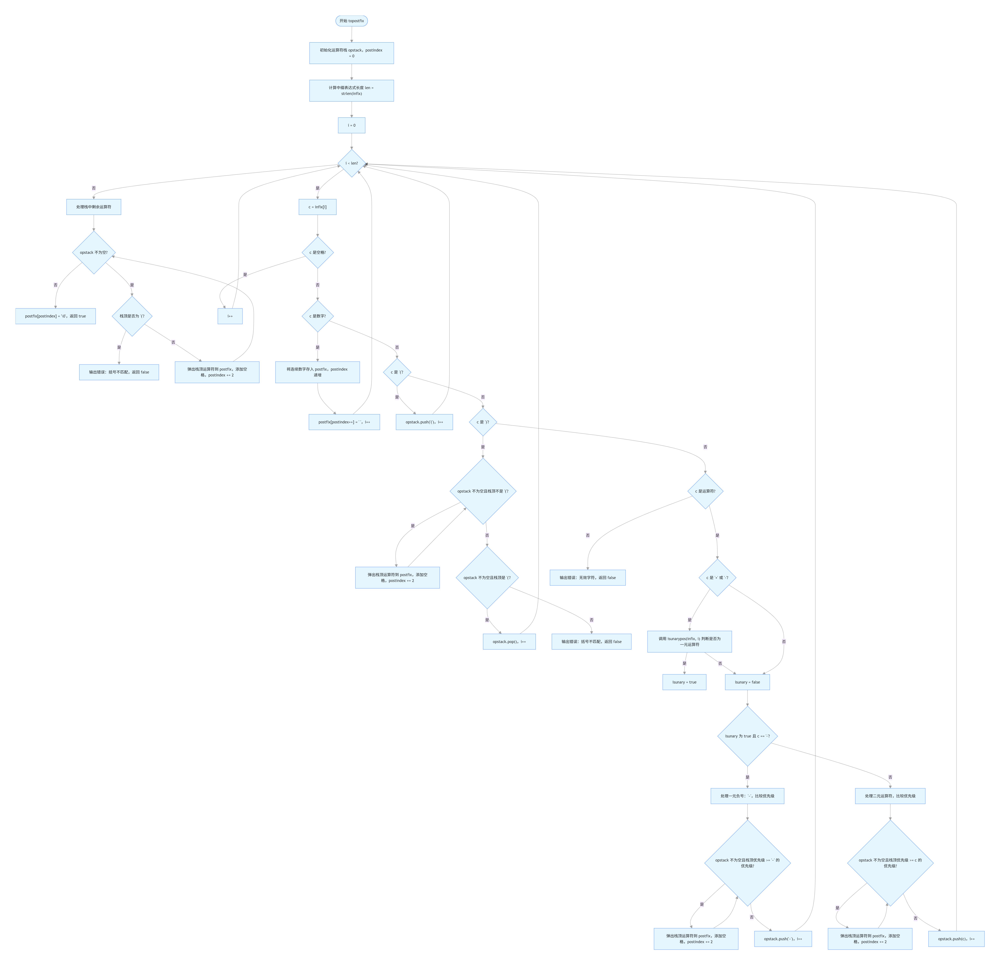 开始 topostfix
初始化运算符栈 opstack，postindex
= 0
计算中缀表达式长度 len =
strlen(infix)
i = 0
i < len?
否
是
处理栈中剩余运算符
c = infix[i]
opstack 不为空?
c 是空格?
是
否
是
否
postfix[postindex] = '\0'，返回 true
栈顶是否为 '('?
i++
c 是数字?
是
否
是
否
输出错误：括号不匹配，返回 false
弹出栈顶运算符到 postfix，添加空
格，postindex += 2
将连续数字存入 postfix，postindex
递增
c 是 '('?
是
否
postfix[postindex++] = ' '，i++
opstack.push('(')，i++
c 是 ')'?
是
否
opstack 不为空且栈顶不是 '('?
c 是运算符?
是
否
否
是
弹出栈顶运算符到 postfix，添加空
格，postindex += 2
opstack 不为空且栈顶是 '('?
输出错误：无效字符，返回 false
c 是 '+' 或 '-'?
是
否
是
否
opstack.pop()，i++
输出错误：括号不匹配，返回 false
调用 isunarypos(infix, i) 判断是否为
一元运算符
是
否
isunary = true
isunary = false
isunary 为 true 且 c == '-'?
是
否
处理一元负号：'-'，比较优先级
处理二元运算符，比较优先级
opstack 不为空且栈顶优先级 >= '-' 的
优先级?
opstack 不为空且栈顶优先级 >= c 的
优先级?
是
否
是
否
弹出栈顶运算符到 postfix，添加空
格，postindex += 2
opstack.push('-')，i++
弹出栈顶运算符到 postfix，添加空
格，postindex += 2
opstack.push(c)，i++